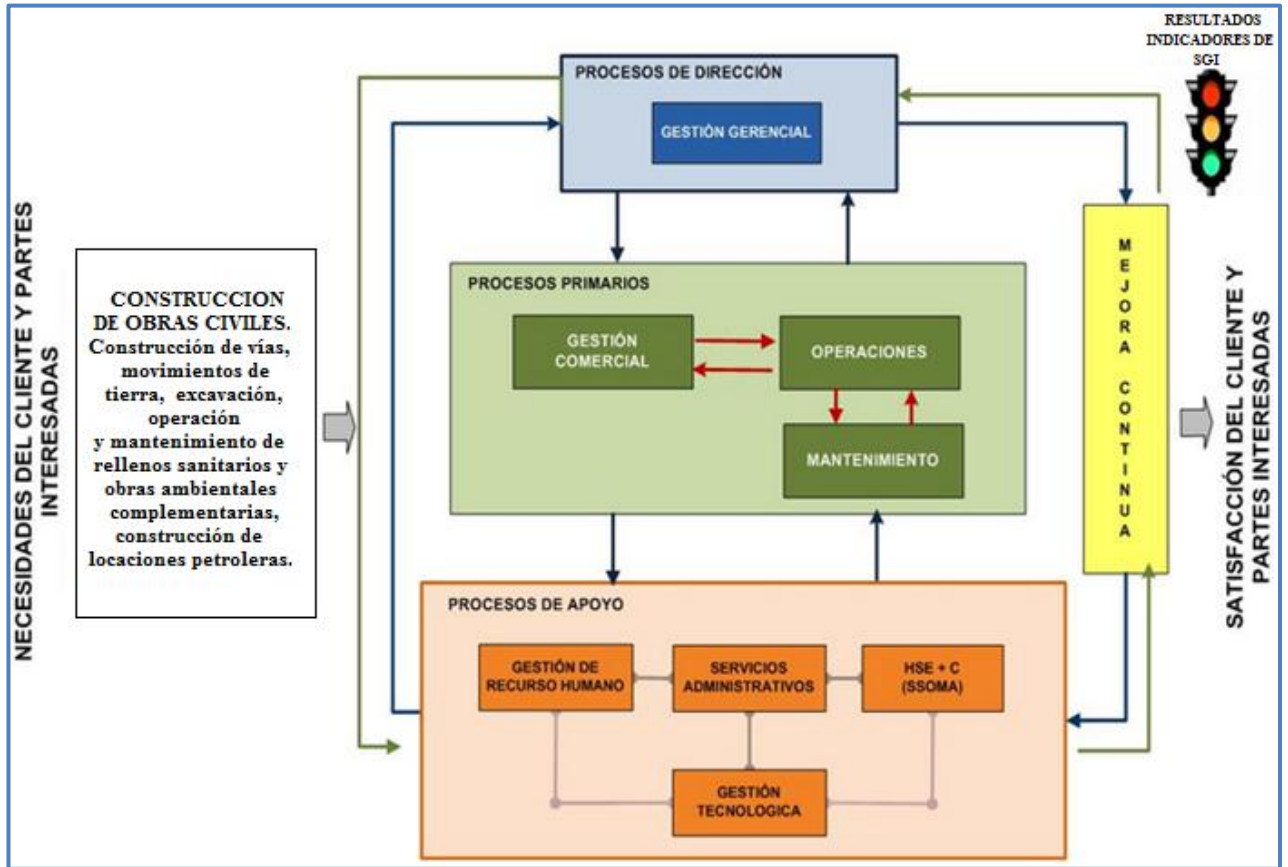 RESULTADOS
INDICADORES DE
SGI
PROCESOS DE DIRECCIÓN
GESTIÓN GERENCIAL
NECESIDADES DEL CLIENTE Y PARTES
INTERESADAS
CONSTRUCCION
DE OBRAS CIVILES.
Construcción de vías,
movimientos de
tierra, excavación,
operación
y mantenimiento de
rellenos sanitarios y
obras ambientales
complementarias,
construcción de
locaciones petroleras.
PROCESOS PRIMARIOS
GESTIÓN
COMERCIAL
OPERACIONES
MANTENIMIENTO
PROCESOS DE APOYO
GESTIÓN DE
RECURSO HUMANO
SERVICIOS
ADMINISTRATIVOS
HSE + C
(SSOMA)
GESTIÓN
TECNOLOGICA
MEJORA CONTINUA
SATISFACCIÓN DEL CLIENTE Y
PARTES INTERESADAS